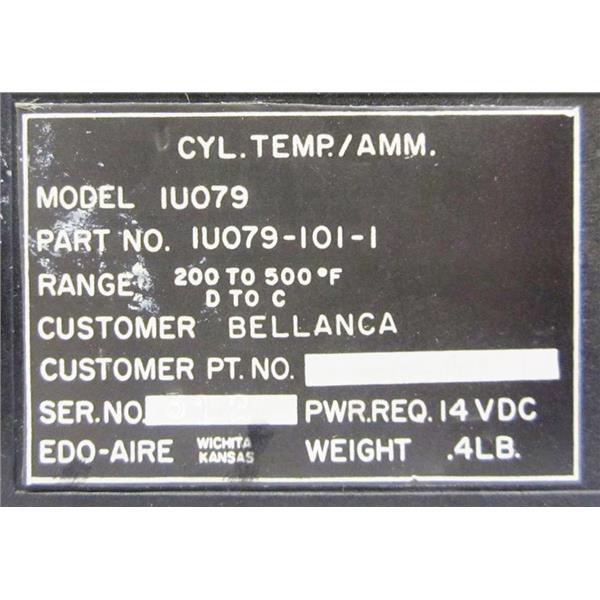 CYL. TEMP./AMM.
MODEL 1U079
PART NO. 1U079-101-1
RANGE 200 TO 500 °F
D TO C
CUSTOMER BELLANCA
CUSTOMER PT. NO.
SER. NO. 312 PWR. REQ. 14 VDC
EDO-AIRE WICHITA KANSAS WEIGHT .4LB.